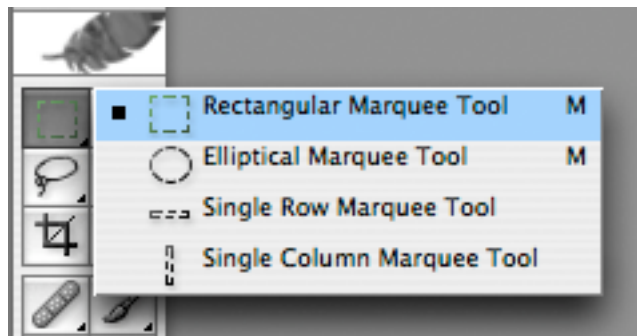 Rectangular Marquee Tool M
Elliptical Marquee Tool M
Single Row Marquee Tool
Single Column Marquee Tool